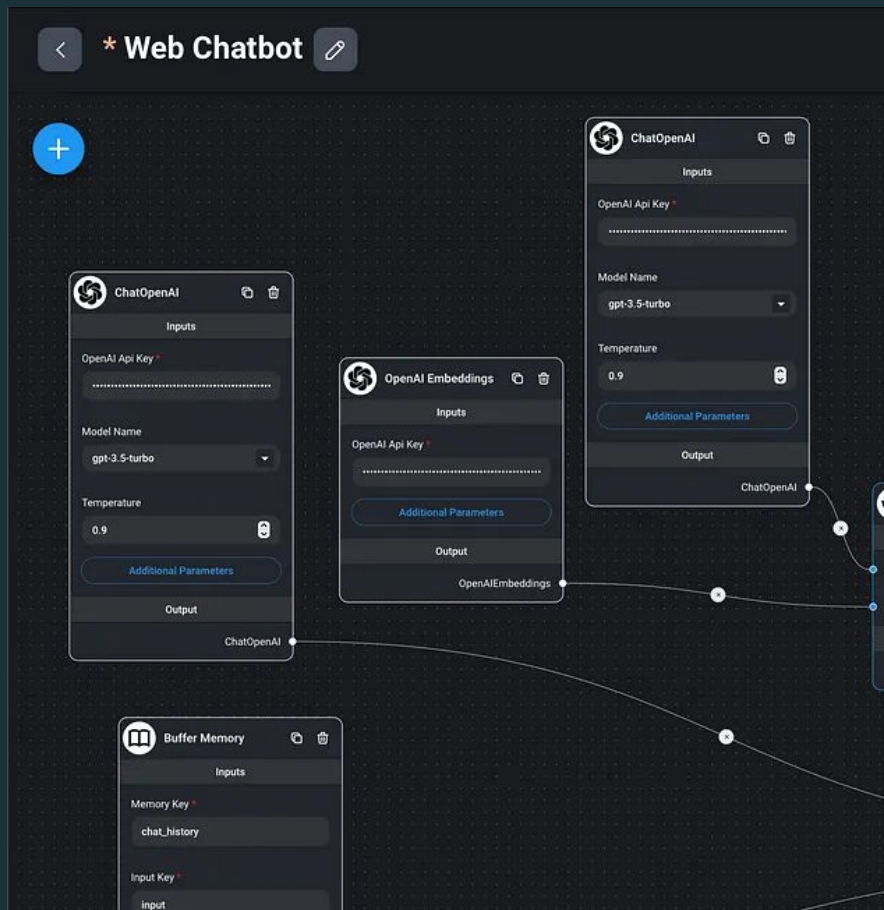 * Web Chatbot
ChatOpenAI
Inputs
OpenAI Api Key *
Model Name
gpt-3.5-turbo
Temperature
0.9
Additional Parameters
Output
ChatOpenAI
OpenAI Embeddings
Inputs
OpenAI Api Key *
Additional Parameters
Output
OpenAIEmbeddings
ChatOpenAI
Inputs
OpenAI Api Key *
Model Name
gpt-3.5-turbo
Temperature
0.9
Additional Parameters
Output
ChatOpenAI
Buffer Memory
Inputs
Memory Key *
chat_history
Input Key *
input